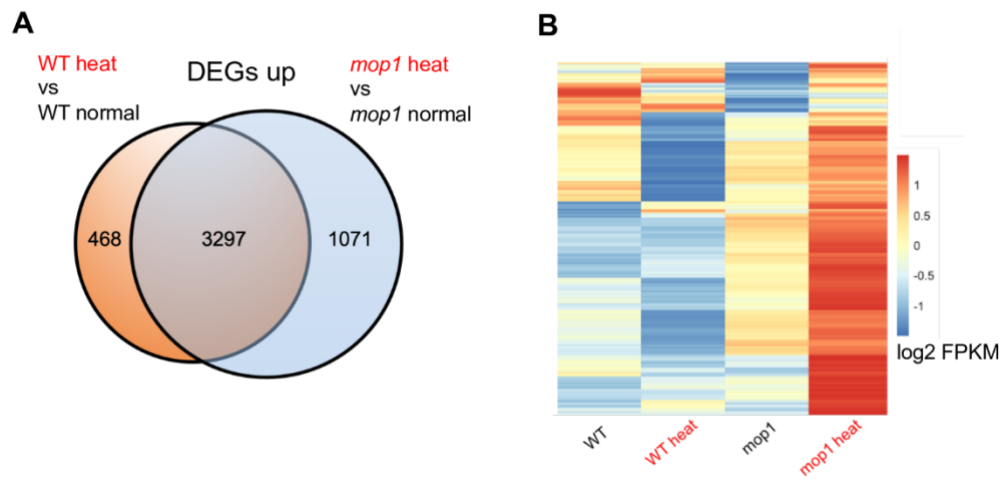 A
WT heat
vs
WT normal
DEGs up
mop1 heat
vs
mop1 normal
468
3297
1071
B
1
0.5
0
-0.5
-1
log2 FPKM
WT
WT heat
mop1
mop1 heat